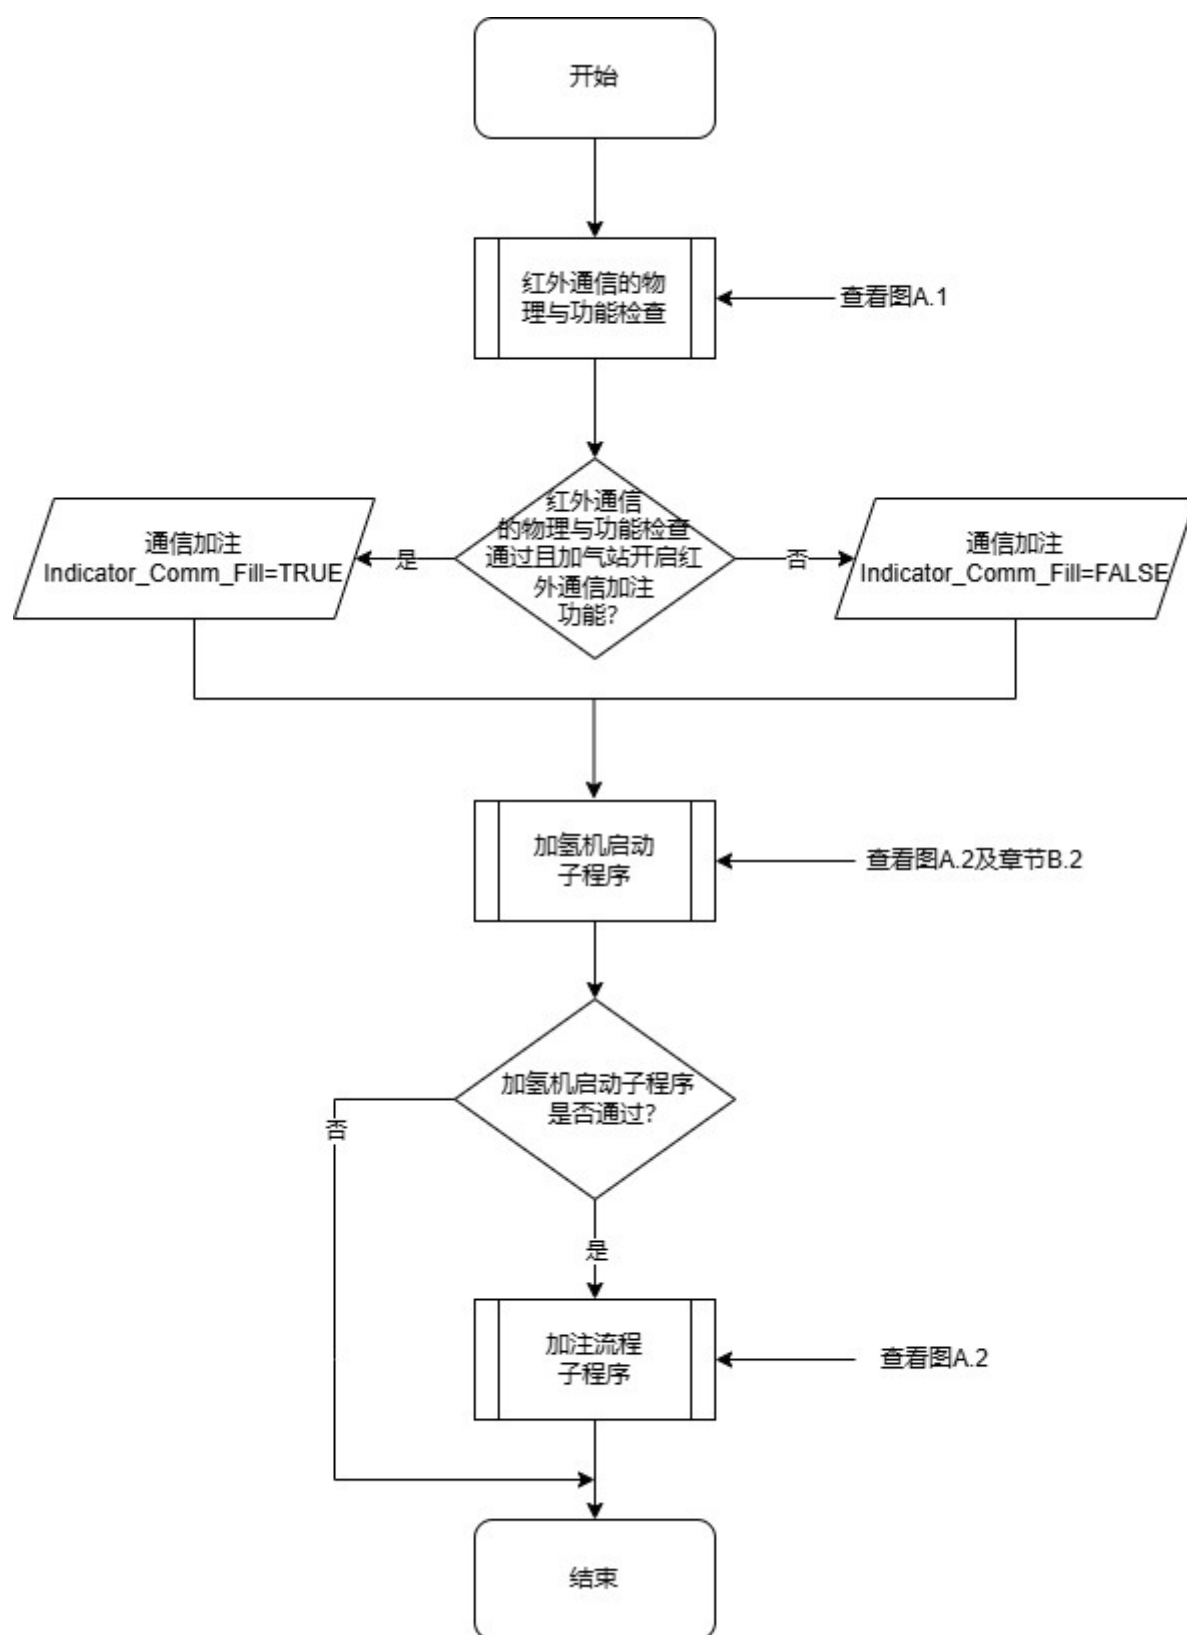 开始
红外通信的物
理与功能检查
查看图A.1
红外通信
的物理与功能检查
通过且加气站开启红
外通信加注
功能?
是
否
通信加注
Indicator_Comm_Fill=TRUE
通信加注
Indicator_Comm_Fill=FALSE
加氢机启动
子程序
查看图A.2及章节B.2
加氢机启动子程序
是否通过?
否
是
加注流程
子程序
查看图A.2
结束